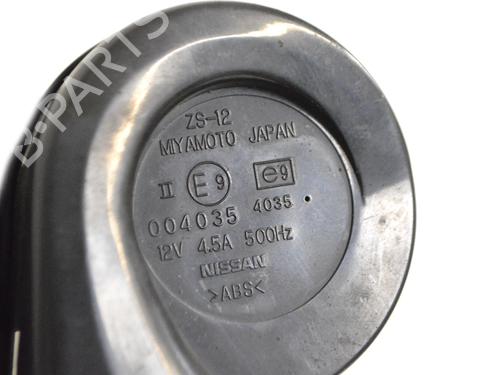 B-PARTS
ZS-12
MIYAMOTO JAPAN
II E9 e9
004035 4035
12V 4.5A 500Hz
NISSAN
>ABS<